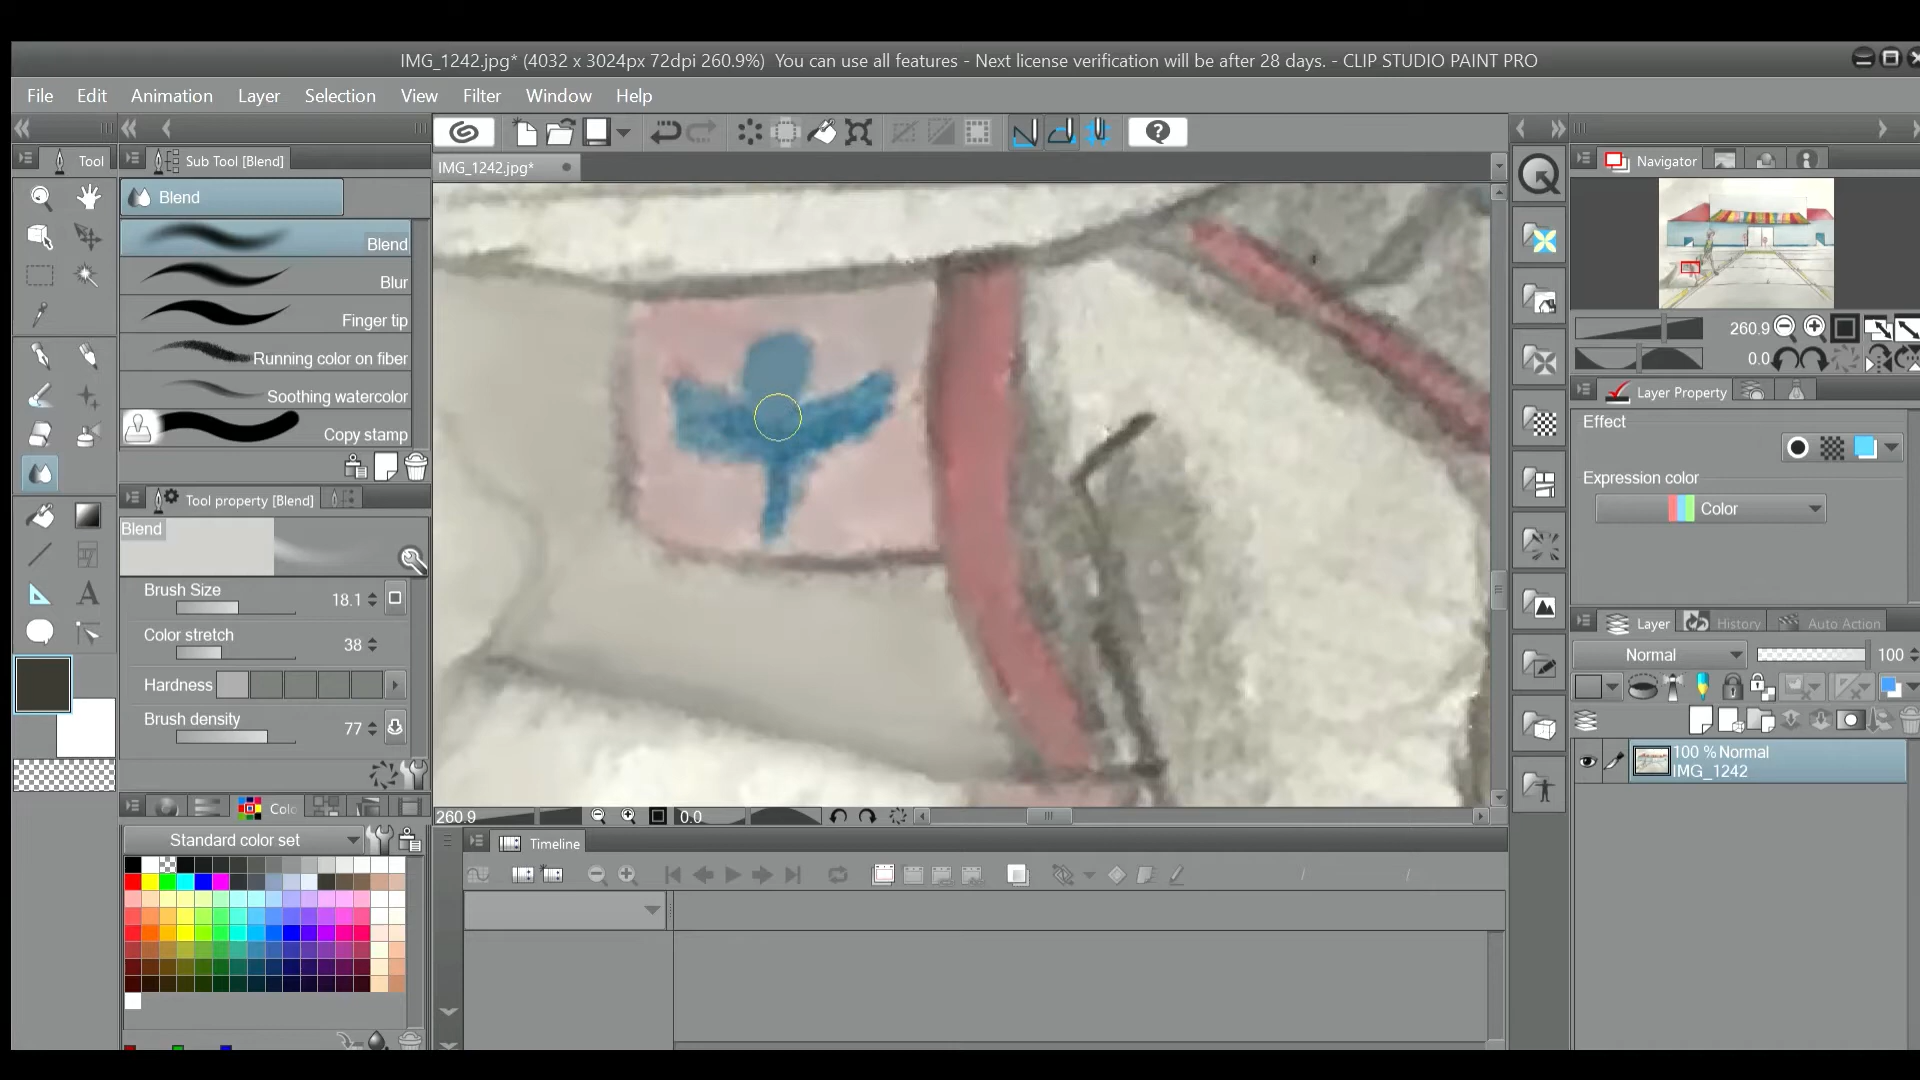 IMG_1242.jpg* (4032 x 3024px 72dpi 260.9%) You can use all features - Next license verification will be after 28 days. - CLIP STUDIO PAINT PRO
File Edit Animation Layer Selection View Filter Window Help
Tool
Sub Tool [Blend]
IMG_1242.jpg*
Navigator
Blend
Blend
Blur
Finger tip
Running color on fiber
Soothing watercolor
Copy stamp
Tool property [Blend]
Blend
Brush Size 18.1
Color stretch 38
Hardness
Brush density 77
Colo
Standard color set
260.9 0.0
Timeline
260.9
0.0
Layer Property
Effect
Expression color
Color
Layer History Auto Action
Normal 100
100 % Normal
IMG_1242